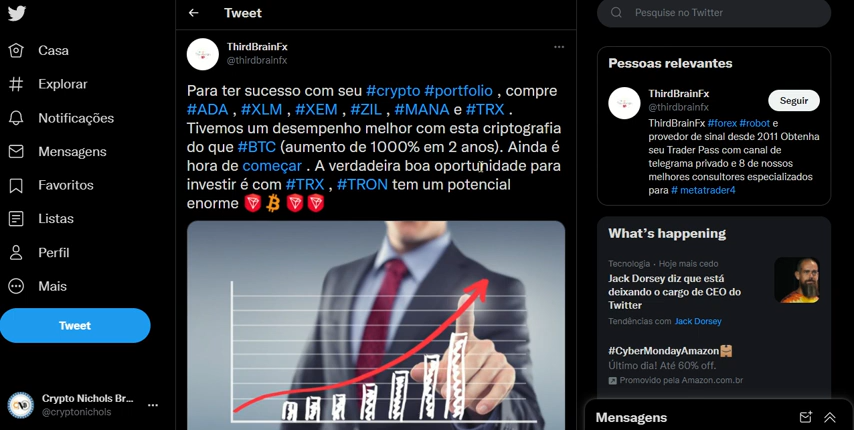 Tweet
Pesquise no Twitter
Casa
Explorar
Notificações
Mensagens
Favoritos
Listas
Perfil
Mais
Tweet
Crypto Nichols Br...
@cryptonichols
ThirdBrainFx
@thirdbrainfx
Para ter sucesso com seu #crypto #portfolio , compre
#ADA , #XLM , #XEM , #ZIL , #MANA e #TRX .
Tivemos um desempenho melhor com esta criptografia
do que #BTC (aumento de 1000% em 2 anos). Ainda é
hora de começar . A verdadeira boa oportunidade para
investir é com #TRX , #TRON tem um potencial
enorme
Pessoas relevantes
ThirdBrainFx
@thirdbrainfx
Seguir
ThirdBrainFx #forex #robot e
provedor de sinal desde 2011 Obtenha
seu Trader Pass com canal de
telegrama privado e 8 de nossos
melhores consultores especializados
para # metatrader4
What's happening
Tecnologia · Hoje mais cedo
Jack Dorsey diz que está
deixando o cargo de CEO do
Twitter
Tendências com Jack Dorsey
#CyberMondayAmazon
Último dia! Até 60% off.
Promovido pela Amazon.com.br
Mensagens